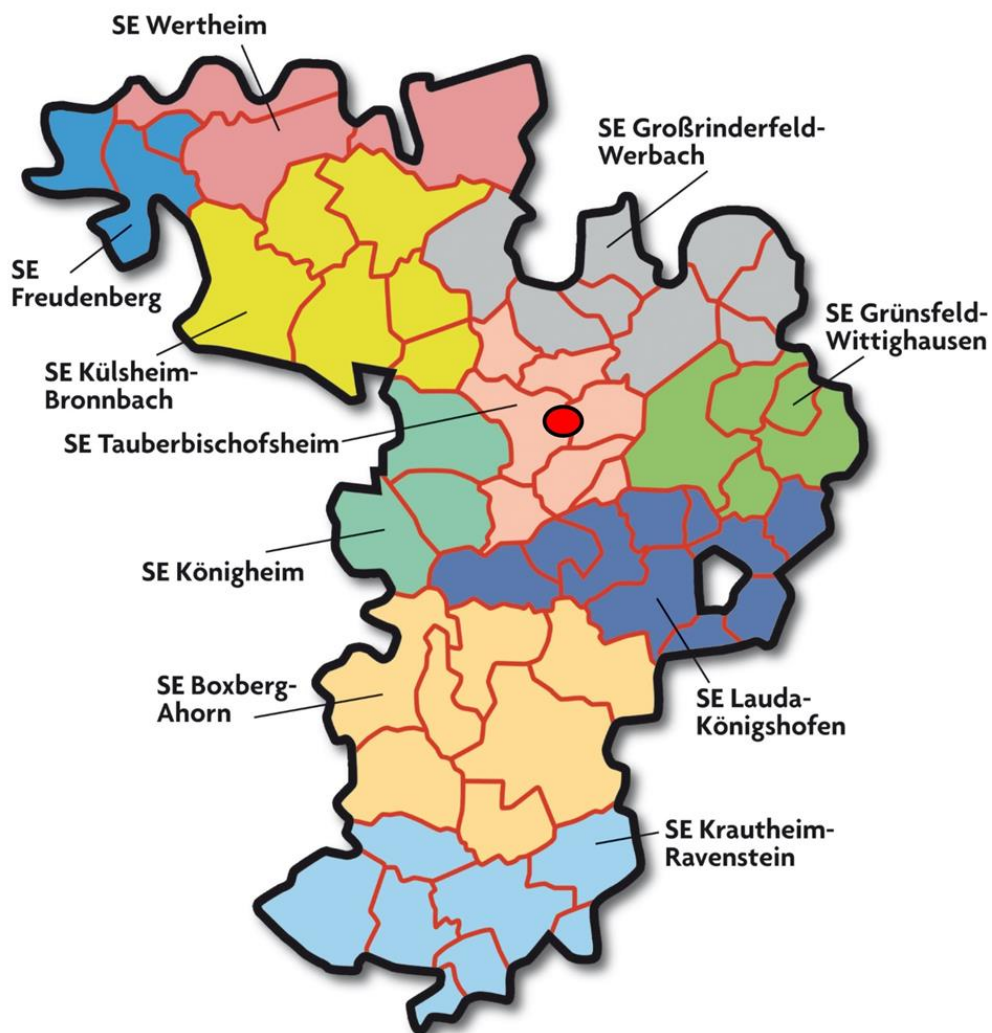 SE Wertheim
SE Großrinderfeld-
Werbach
SE
Freudenberg
SE Grünsfeld-
Wittighausen
SE Külsheim-
Bronnbach
SE Tauberbischofsheim
SE Königheim
SE Boxberg-
Ahorn
SE Lauda-
Königshofen
SE Krautheim-
Ravenstein